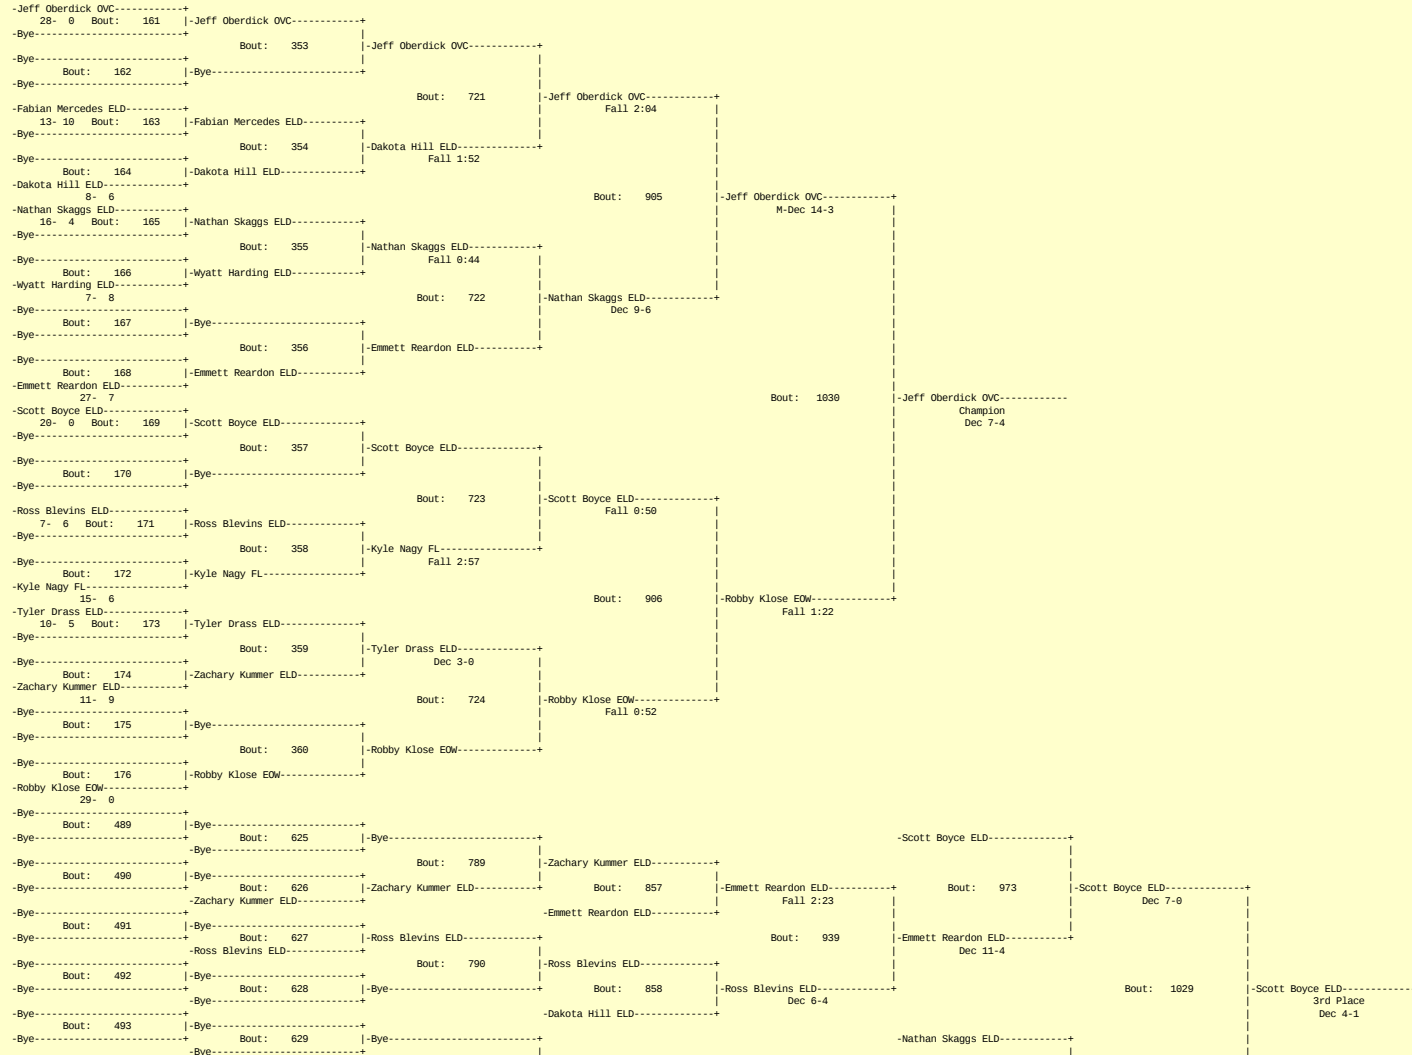 -Jeff Oberdick OVC------------+
28- 0 Bout: 161 |-Jeff Oberdick OVC------------+
-Bye--------------------------+ |
Bout: 353 |-Jeff Oberdick OVC------------+
-Bye--------------------------+ | |
Bout: 162 |-Bye--------------------------+ |
-Bye--------------------------+ |
Bout: 721 |-Jeff Oberdick OVC------------+
-Fabian Mercedes ELD----------+ | Fall 2:04 |
13- 10 Bout: 163 |-Fabian Mercedes ELD----------+ | |
-Bye--------------------------+ | | |
Bout: 354 |-Dakota Hill ELD--------------+ |
-Bye--------------------------+ | Fall 1:52 |
Bout: 164 |-Dakota Hill ELD--------------+ |
-Dakota Hill ELD--------------+ |
8- 6 Bout: 905 |-Jeff Oberdick OVC------------+
-Nathan Skaggs ELD------------+ | M-Dec 14-3 |
16- 4 Bout: 165 |-Nathan Skaggs ELD------------+ | |
-Bye--------------------------+ | | |
Bout: 355 |-Nathan Skaggs ELD------------+ | |
-Bye--------------------------+ | Fall 0:44 | | |
Bout: 166 |-Wyatt Harding ELD------------+ | | |
-Wyatt Harding ELD------------+ | | |
7- 8 Bout: 722 |-Nathan Skaggs ELD------------+ |
-Bye--------------------------+ | Dec 9-6 |
Bout: 167 |-Bye--------------------------+ | |
-Bye--------------------------+ | | |
Bout: 356 |-Emmett Reardon ELD-----------+ |
-Bye--------------------------+ | |
Bout: 168 |-Emmett Reardon ELD-----------+ |
-Emmett Reardon ELD-----------+ |
27- 7 Bout: 1030 |-Jeff Oberdick OVC------------
-Scott Boyce ELD--------------+ | Champion
20- 0 Bout: 169 |-Scott Boyce ELD--------------+ | Dec 7-4
-Bye--------------------------+ | |
Bout: 357 |-Scott Boyce ELD--------------+ |
-Bye--------------------------+ | | |
Bout: 170 |-Bye--------------------------+ | |
-Bye--------------------------+ | |
Bout: 723 |-Scott Boyce ELD--------------+ |
-Ross Blevins ELD-------------+ | Fall 0:50 | |
7- 6 Bout: 171 |-Ross Blevins ELD-------------+ | | |
-Bye--------------------------+ | | | |
Bout: 358 |-Kyle Nagy FL-----------------+ | |
-Bye--------------------------+ | Fall 2:57 | |
Bout: 172 |-Kyle Nagy FL-----------------+ | |
-Kyle Nagy FL-----------------+ | |
15- 6 Bout: 906 |-Robby Klose EOW--------------+
-Tyler Drass ELD--------------+ | Fall 1:22
10- 5 Bout: 173 |-Tyler Drass ELD--------------+ |
-Bye--------------------------+ | |
Bout: 359 |-Tyler Drass ELD--------------+ |
-Bye--------------------------+ | Dec 3-0 | |
Bout: 174 |-Zachary Kummer ELD-----------+ | |
-Zachary Kummer ELD-----------+ | |
11- 9 Bout: 724 |-Robby Klose EOW--------------+
-Bye--------------------------+ | Fall 0:52
Bout: 175 |-Bye--------------------------+ |
-Bye--------------------------+ | |
Bout: 360 |-Robby Klose EOW--------------+
-Bye--------------------------+ |
Bout: 176 |-Robby Klose EOW--------------+
-Robby Klose EOW--------------+
29- 0
-Bye--------------------------+
Bout: 489 |-Bye--------------------------+
-Bye--------------------------+ Bout: 625 |-Bye--------------------------+ -Scott Boyce ELD--------------+
-Bye--------------------------+ | |
-Bye--------------------------+ Bout: 789 |-Zachary Kummer ELD-----------+ |
Bout: 490 |-Bye--------------------------+ | | |
-Bye--------------------------+ Bout: 626 |-Zachary Kummer ELD-----------+ Bout: 857 |-Emmett Reardon ELD-----------+ Bout: 973 |-Scott Boyce ELD--------------+
-Zachary Kummer ELD-----------+ | Fall 2:23 | | Dec 7-0 |
-Bye--------------------------+ -Emmett Reardon ELD-----------+ | | |
Bout: 491 |-Bye--------------------------+ | | |
-Bye--------------------------+ Bout: 627 |-Ross Blevins ELD-------------+ Bout: 939 |-Emmett Reardon ELD-----------+ |
-Ross Blevins ELD-------------+ | | Dec 11-4 |
-Bye--------------------------+ Bout: 790 |-Ross Blevins ELD-------------+ | |
Bout: 492 |-Bye--------------------------+ | | | |
-Bye--------------------------+ Bout: 628 |-Bye--------------------------+ Bout: 858 |-Ross Blevins ELD-------------+ Bout: 1029 |-Scott Boyce ELD--------------
-Bye--------------------------+ | Dec 6-4 | 3rd Place
-Bye--------------------------+ -Dakota Hill ELD--------------+ | Dec 4-1
Bout: 493 |-Bye--------------------------+ |
-Bye--------------------------+ Bout: 629 |-Bye--------------------------+ -Nathan Skaggs ELD------------+ |
-Bye--------------------------+ | | |